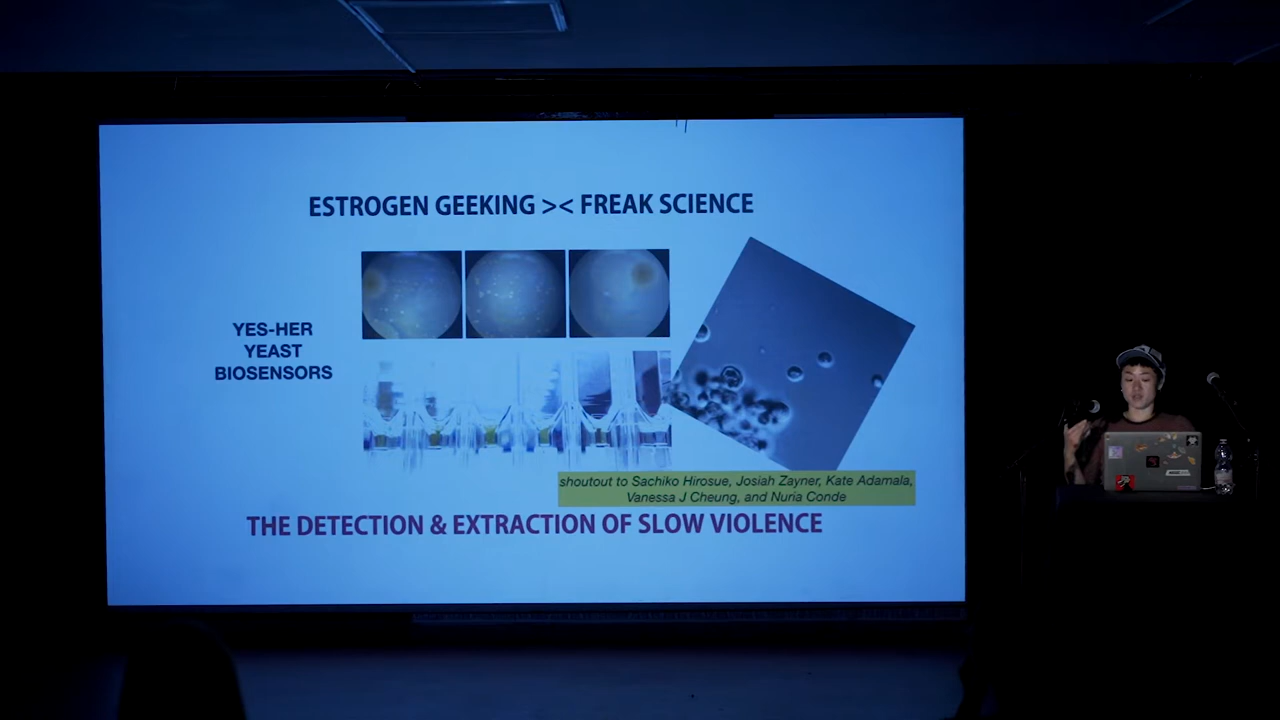 ESTROGEN GEEKING >< FREAK SCIENCE
YES-HER
YEAST
BIOSENSORS
shoutout to Sachiko Hirosue, Josiah Zayner, Kate Adamala,
Vanessa J Cheung, and Nuria Conde
THE DETECTION & EXTRACTION OF SLOW VIOLENCE